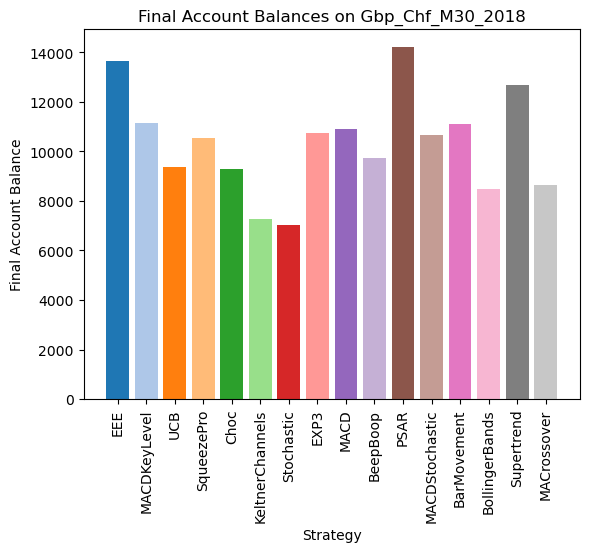 Final Account Balances on Gbp_Chf_M30_2018
Final Account Balance
14000
12000
10000
8000
6000
4000
2000
0
EEE
MACDKeyLevel
UCB
SqueezePro
Choc
KeltnerChannels
Stochastic
EXP3
MACD
BeepBoop
PSAR
MACDStochastic
BarMovement
BollingerBands
Supertrend
MACrossover
Strategy